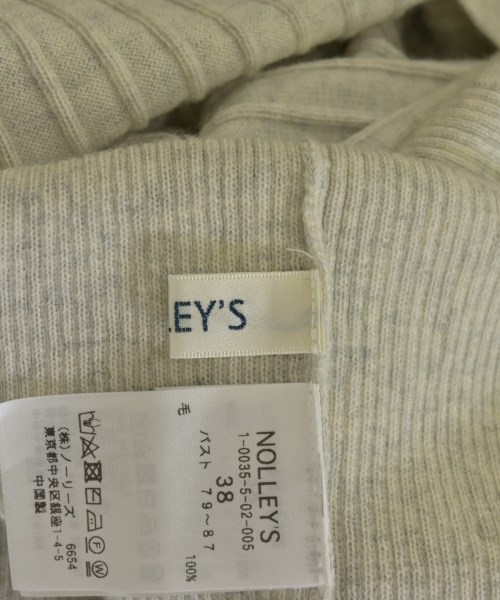 LEY'S
NOLLEY'S
1-0035-5-02-005
38
バスト 79~87
毛 100%
(株)ノーリーズ 6654
東京都中央区銀座1-4-5
中国製